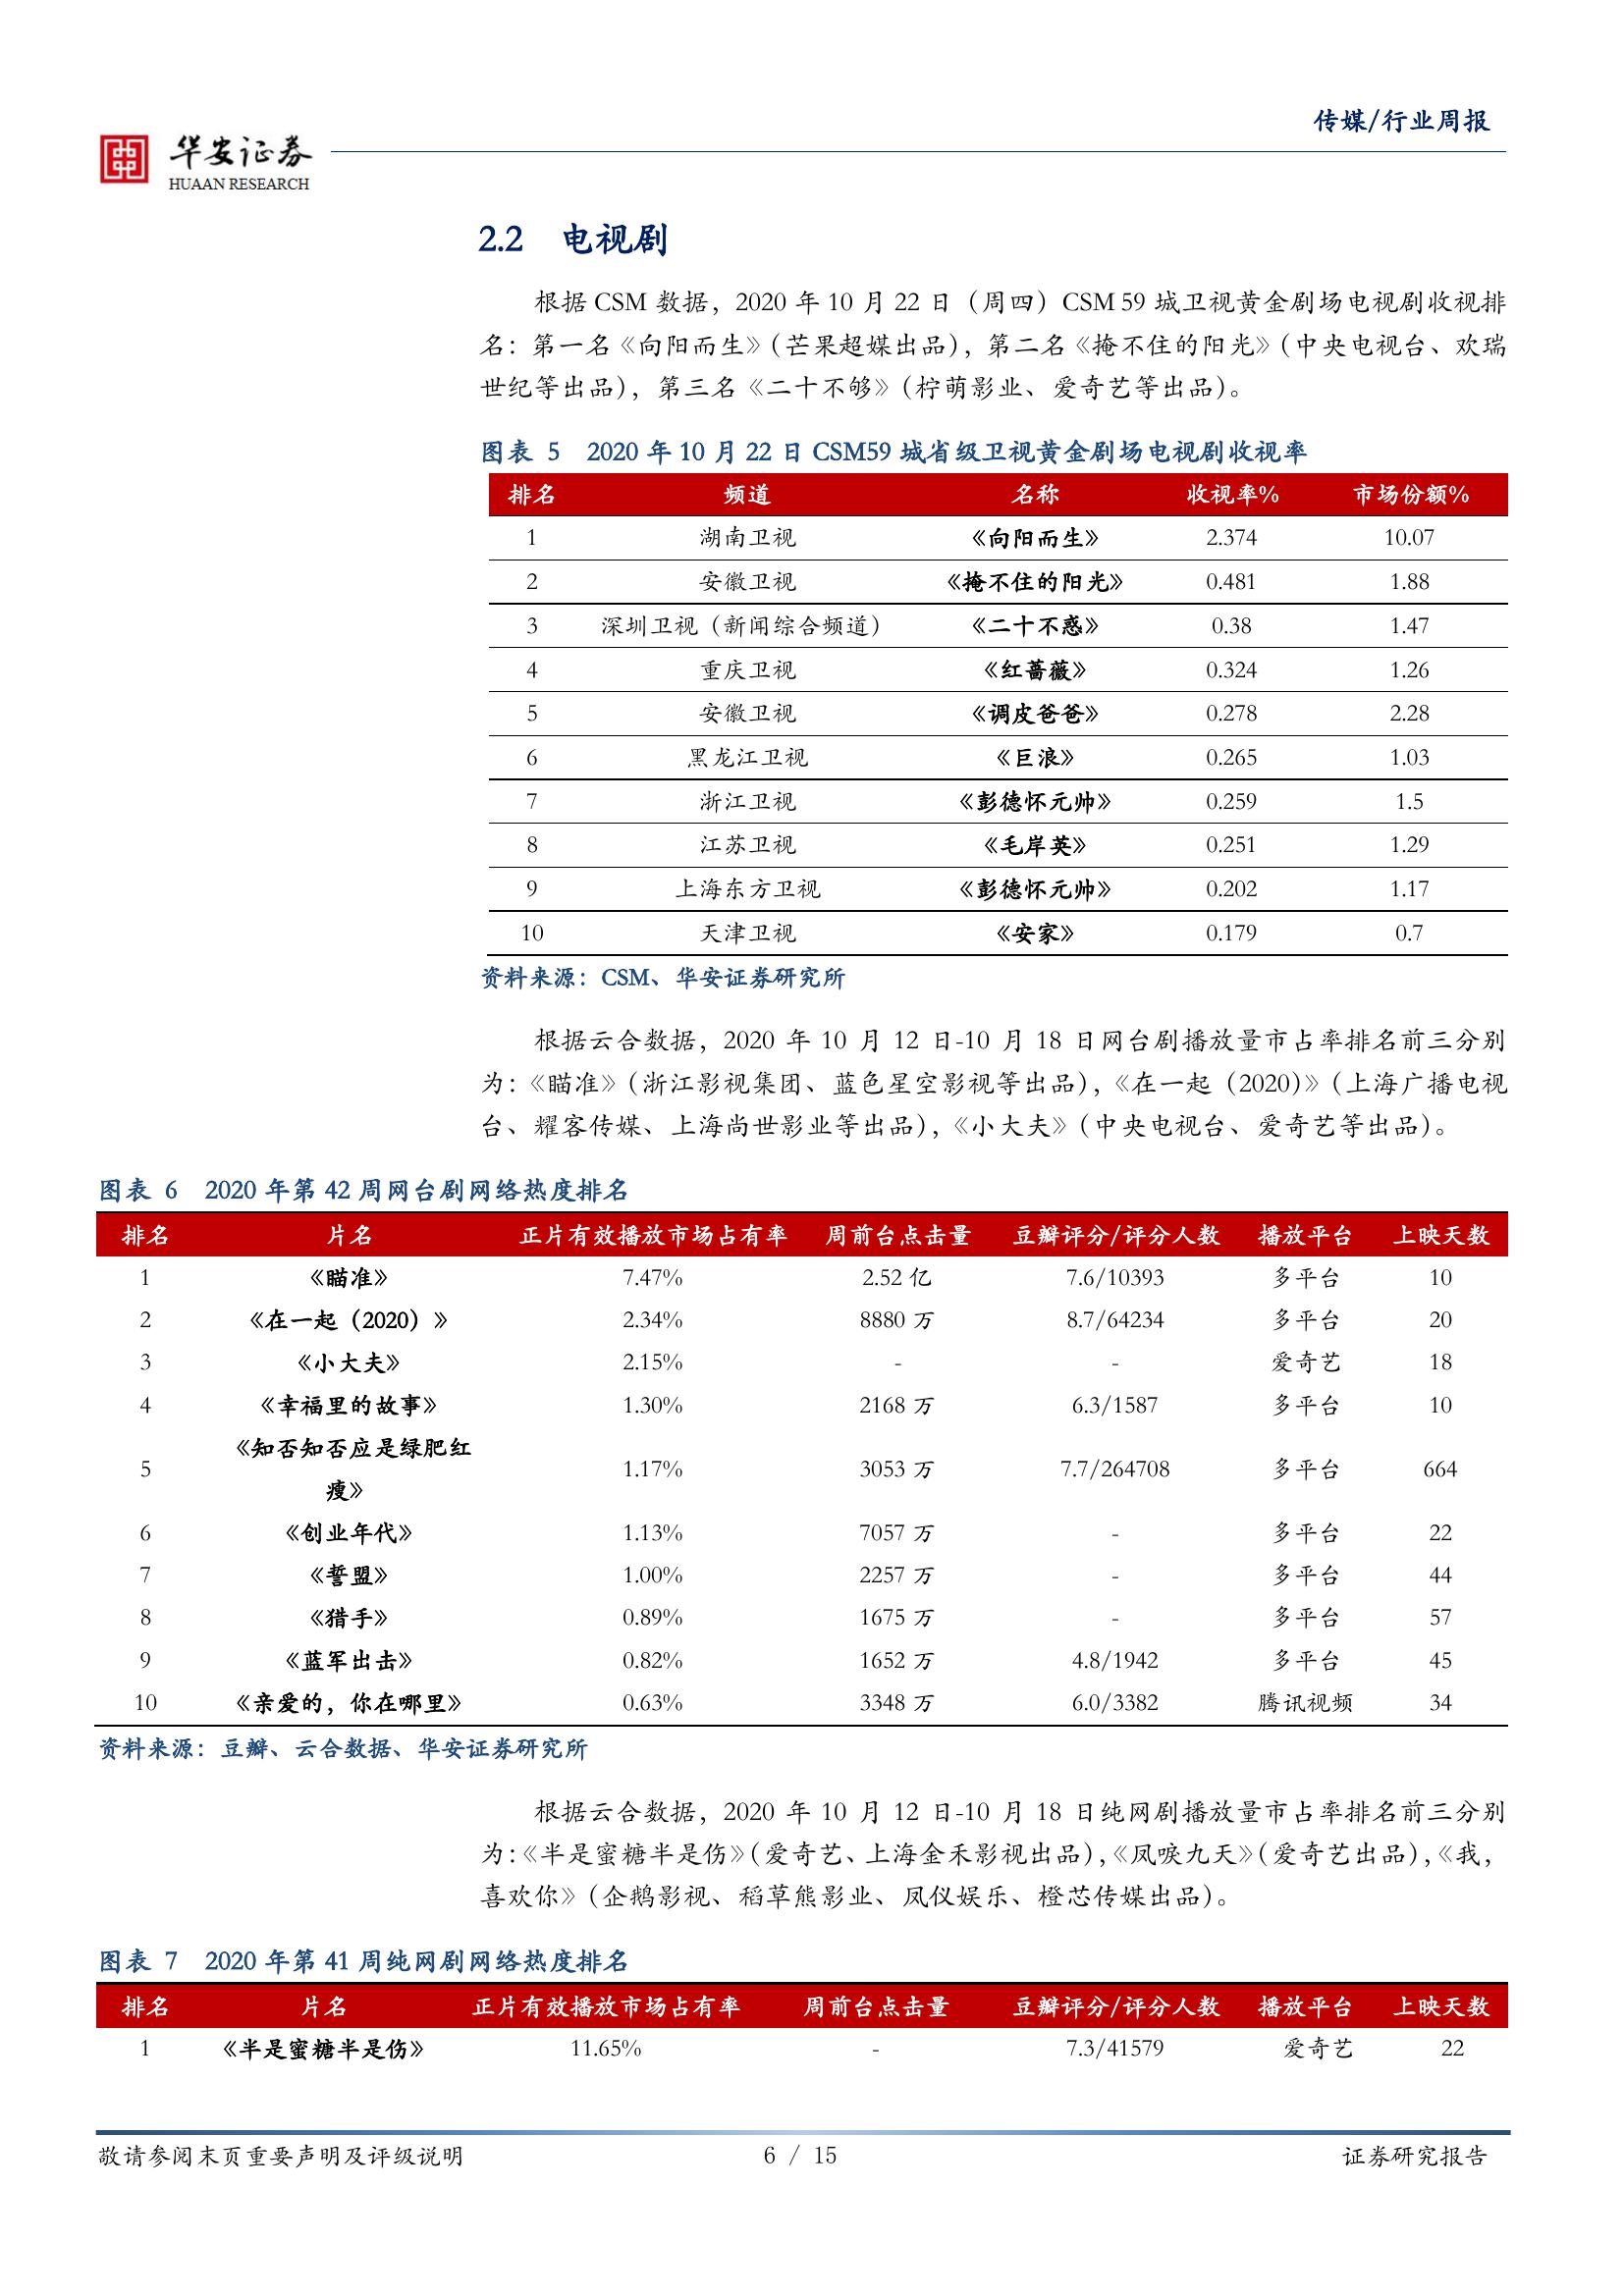 传媒/行业周报
华安证券
HUAAN RESEARCH
2.2 电视剧
根据 CSM 数据，2020 年 10 月 22 日（周四）CSM 59 城卫视黄金剧场电视剧收视排
名：第一名《向阳而生》（芒果超媒出品），第二名《掩不住的阳光》（中央电视台、欢瑞
世纪等出品），第三名《二十不够》（柠萌影业、爱奇艺等出品）。
图表 5 2020 年 10 月 22 日 CSM59 城省级卫视黄金剧场电视剧收视率
排名 频道 名称 收视率% 市场份额%
1 湖南卫视 《向阳而生》 2.374 10.07
2 安徽卫视 《掩不住的阳光》 0.481 1.88
3 深圳卫视（新闻综合频道） 《二十不惑》 0.38 1.47
4 重庆卫视 《红蔷薇》 0.324 1.26
5 安徽卫视 《调皮爸爸》 0.278 2.28
6 黑龙江卫视 《巨浪》 0.265 1.03
7 浙江卫视 《彭德怀元帅》 0.259 1.5
8 江苏卫视 《毛岸英》 0.251 1.29
9 上海东方卫视 《彭德怀元帅》 0.202 1.17
10 天津卫视 《安家》 0.179 0.7
资料来源：CSM、华安证券研究所
根据云合数据，2020 年 10 月 12 日-10 月 18 日网台剧播放量市占率排名前三分别
为：《瞄准》（浙江影视集团、蓝色星空影视等出品），《在一起（2020）》（上海广播电视
台、耀客传媒、上海尚世影业等出品），《小大夫》（中央电视台、爱奇艺等出品）。
图表 6 2020 年第 42 周网台剧网络热度排名
排名 片名 正片有效播放市场占有率 周前台点击量 豆瓣评分/评分人数 播放平台 上映天数
1 《瞄准》 7.47% 2.52 亿 7.6/10393 多平台 10
2 《在一起（2020）》 2.34% 8880 万 8.7/64234 多平台 20
3 《小大夫》 2.15% - - 爱奇艺 18
4 《幸福里的故事》 1.30% 2168 万 6.3/1587 多平台 10
5 《知否知否应是绿肥红 1.17% 3053 万 7.7/264708 多平台 664
瘦》
6 《创业年代》 1.13% 7057 万 - 多平台 22
7 《誓盟》 1.00% 2257 万 - 多平台 44
8 《猎手》 0.89% 1675 万 - 多平台 57
9 《蓝军出击》 0.82% 1652 万 4.8/1942 多平台 45
10 《亲爱的，你在哪里》 0.63% 3348 万 6.0/3382 腾讯视频 34
资料来源：豆瓣、云合数据、华安证券研究所
根据云合数据，2020 年 10 月 12 日-10 月 18 日纯网剧播放量市占率排名前三分别
为：《半是蜜糖半是伤》（爱奇艺、上海金禾影视出品），《凤唳九天》（爱奇艺出品），《我，
喜欢你》（企鹅影视、稻草熊影业、凤仪娱乐、橙芯传媒出品）。
图表 7 2020 年第 41 周纯网剧网络热度排名
排名 片名 正片有效播放市场占有率 周前台点击量 豆瓣评分/评分人数 播放平台 上映天数
1 《半是蜜糖半是伤》 11.65% - 7.3/41579 爱奇艺 22
敬请参阅末页重要声明及评级说明 6 / 15 证券研究报告